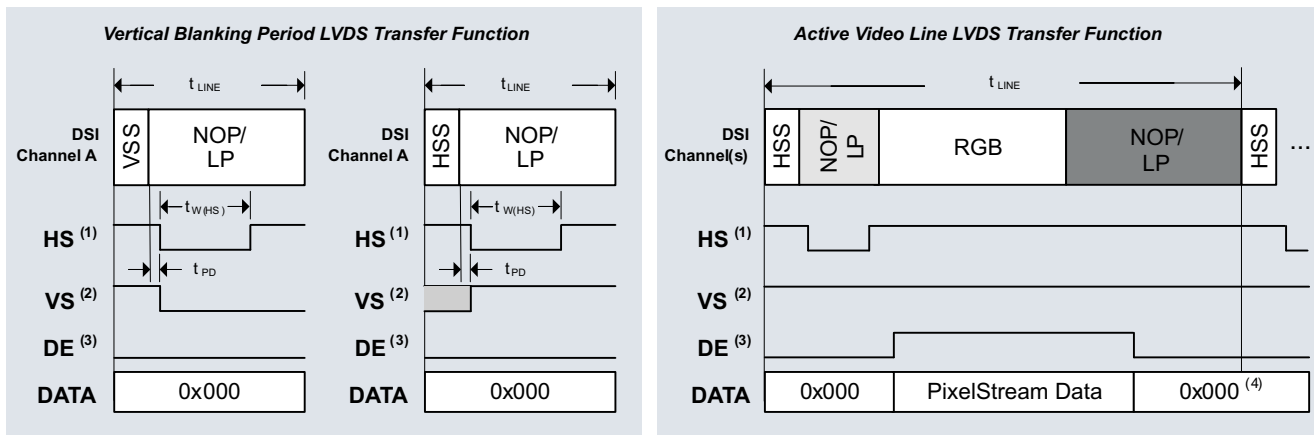 Vertical Blanking Period LVDS Transfer Function
t LINE
t LINE
DSI Channel A
VSS
NOP/ LP
DSI Channel A
HSS
NOP/ LP
t W(HS)
t W(HS)
HS (1)
HS (1)
t PD
t PD
VS (2)
VS (2)
DE (3)
DE (3)
DATA
0x000
DATA
0x000
Active Video Line LVDS Transfer Function
t LINE
DSI Channel(s)
HSS
NOP/ LP
RGB
NOP/ LP
HSS
...
HS (1)
VS (2)
DE (3)
DATA
0x000
PixelStream Data
0x000 (4)